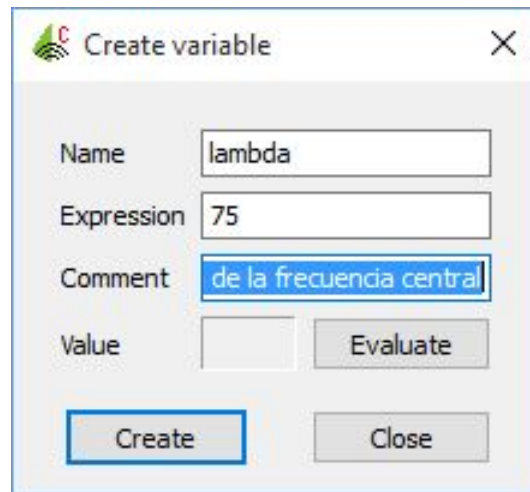 C Create variable
Name lambda
Expression 75
Comment de la frecuencia central
Value Evaluate
Create Close